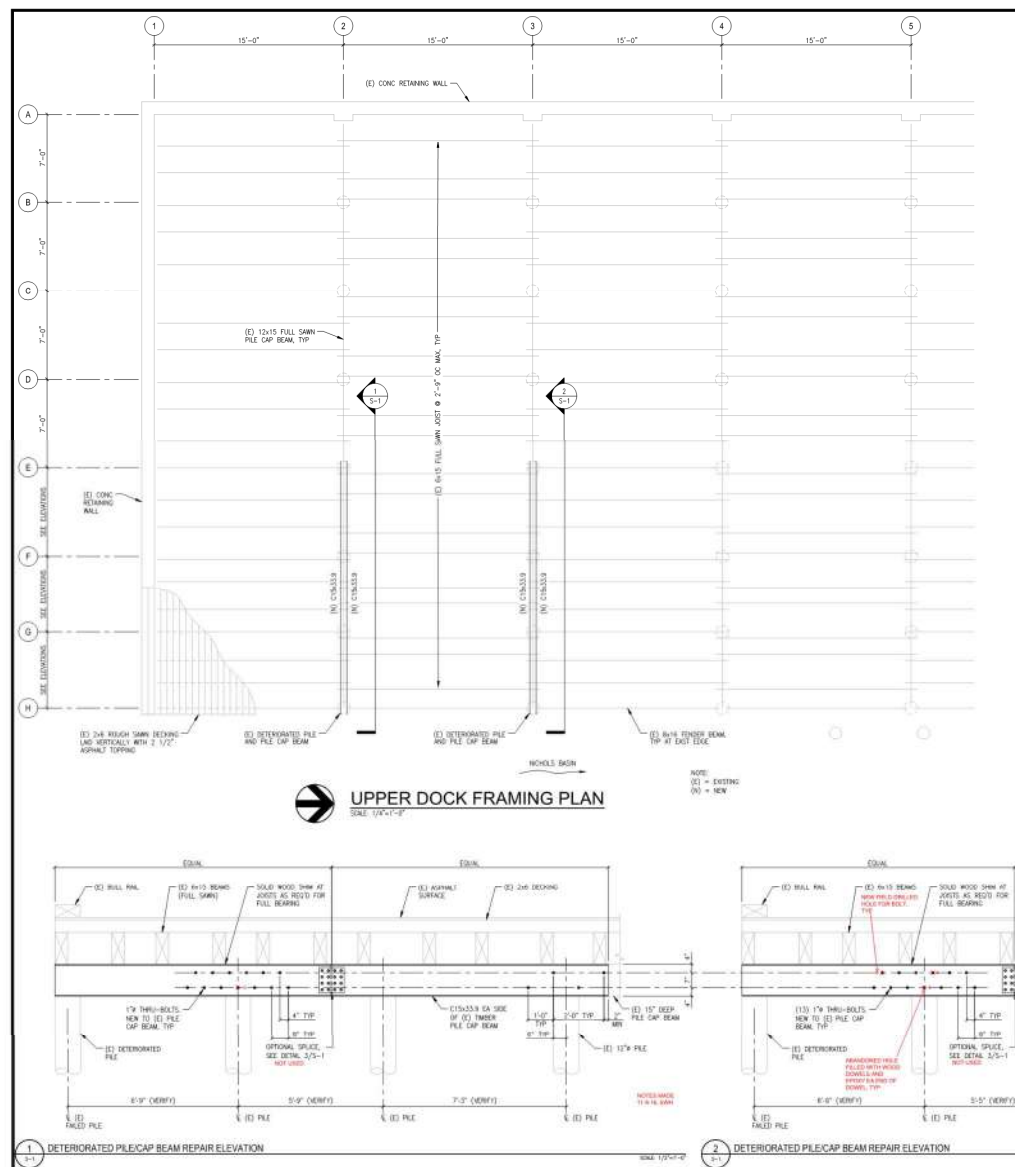 1
2
3
4
5
15'-0"
15'-0"
15'-0"
15'-0"
(E) CONC RETAINING WALL
A
7'-0"
B
7'-0"
C
7'-0"
(E) 12x15 FULL SAWN
PILE CAP BEAM, TYP
(E) 6x15 FULL SAWN JOIST @ 2'-9" OC MAX, TYP
D
1
S-1
2
S-1
7'-0"
E
(E) CONC
RETAINING
WALL
SEE ELEVATIONS
F
(N) C15x33.9
(N) C15x33.9
(N) C15x33.9
(N) C15x33.9
SEE ELEVATIONS
G
SEE ELEVATIONS
H
(E) 2x6 ROUGH SAWN DECKING
LAID VERTICALLY WITH 2 1/2"
ASPHALT TOPPING
(E) DETERIORATED PILE
AND PILE CAP BEAM
(E) DETERIORATED PILE
AND PILE CAP BEAM
(E) 8x16 FENDER BEAM,
TYP AT EAST EDGE
NICHOLS BASIN
NOTE:
(E) = EXISTING
(N) = NEW
UPPER DOCK FRAMING PLAN
SCALE: 1/4"=1'-0"
EQUAL
EQUAL
(E) BULL RAIL
(E) 6x15 BEAMS
(FULL SAWN)
SOLID WOOD SHIM AT
JOISTS AS REQ'D FOR
FULL BEARING
(E) ASPHALT
SURFACE
(E) 2x6 DECKING
1"Ø THRU-BOLTS
NEW TO (E) PILE
CAP BEAM, TYP
4" TYP
8" TYP
OPTIONAL SPLICE,
SEE DETAIL 3/S-1
NOT USED
C15x33.9 EA SIDE
OF (E) TIMBER
PILE CAP BEAM
1'-0"
TYP
2'-0" TYP
6" TYP
MIN
4"
7"
4"
(E) 15" DEEP
PILE CAP BEAM
(E) 12"Ø PILE
(E) DETERIORATED
PILE
6'-9" (VERIFY)
5'-9" (VERIFY)
7'-3" (VERIFY)
℄ (E)
FAILED PILE
℄ (E) PILE
℄ (E) PILE
℄ (E) PILE
NOTES MADE
1
S-1
DETERIORATED PILE/CAP BEAM REPAIR ELEVATION
SCALE: 1/2"=1'-0"
EQUAL
(E) BULL RAIL
(E) 6x15 BEAMS
(FULL SAWN)
NEW FIELD DRILLED
HOLE FOR BOLT,
TYP
SOLID WOOD SHIM AT
JOISTS AS REQ'D FOR
FULL BEARING
(13) 1"Ø THRU-BOLTS
NEW TO (E) PILE CAP
BEAM, TYP
4" TYP
8" TYP
OPTIONAL SPLICE,
SEE DETAIL 3/S-1
NOT USED
(E) DETERIORATED
PILE
ABANDONED HOLE
FILLED WITH WOOD
DOWELS AND
EPOXY EA END OF
DOWEL, TYP
(VERIFY)
5'-5" (VERIFY)
℄ (E)
FAILED PILE
℄ (E) PILE
2
S-1
DETERIORATED PILE/CAP BEAM REPAIR ELEVATION